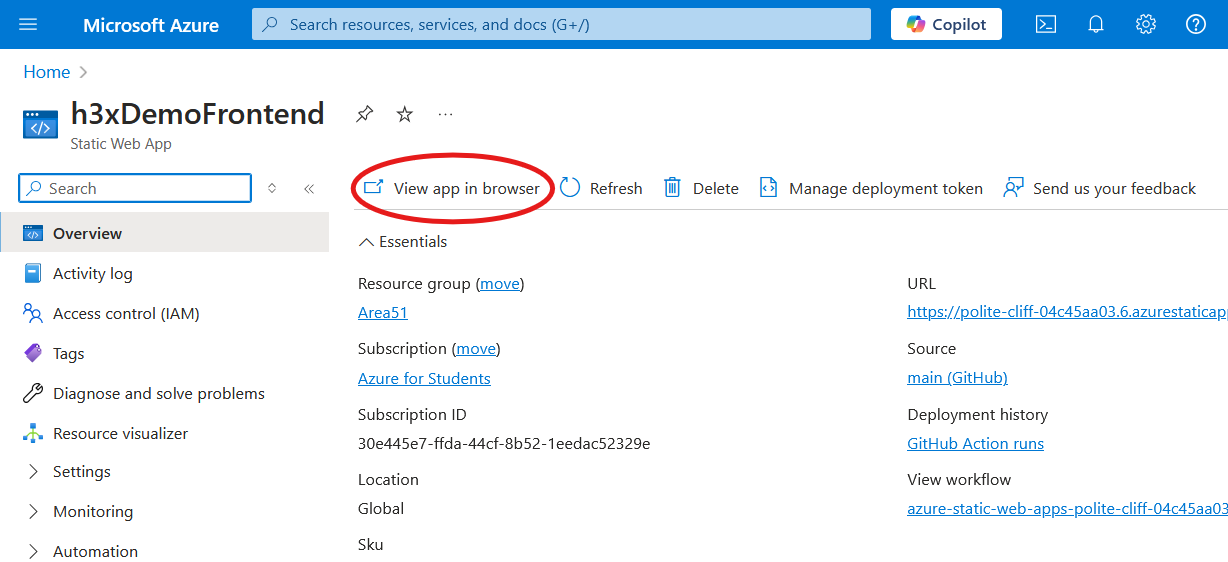 Microsoft Azure
Search resources, services, and docs (G+/)
Copilot
Home
h3xDemoFrontend
Static Web App
Search
View app in browser
Refresh
Delete
Manage deployment token
Send us your feedback
Overview
Activity log
Access control (IAM)
Tags
Diagnose and solve problems
Resource visualizer
Settings
Monitoring
Automation
Essentials
Resource group (move)
Area51
Subscription (move)
Azure for Students
Subscription ID
30e445e7-ffda-44cf-8b52-1eedac52329e
Location
Global
Sku
URL
https://polite-cliff-04c45aa03.6.azurestaticapp
Source
main (GitHub)
Deployment history
GitHub Action runs
View workflow
azure-static-web-apps-polite-cliff-04c45aa03